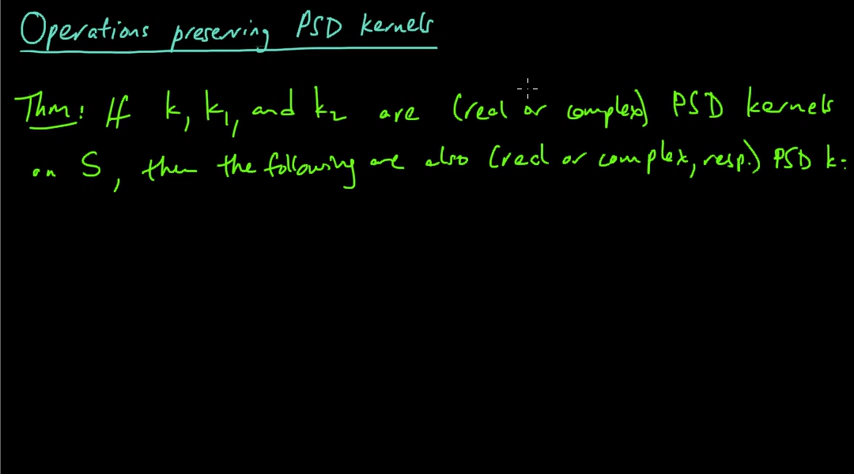 Operations preserving PSD kernels
Thm: If k, k₁, and k₂ are (real or complex) PSD kernels
on S, then the following are also (real or complex, resp.) PSD k: